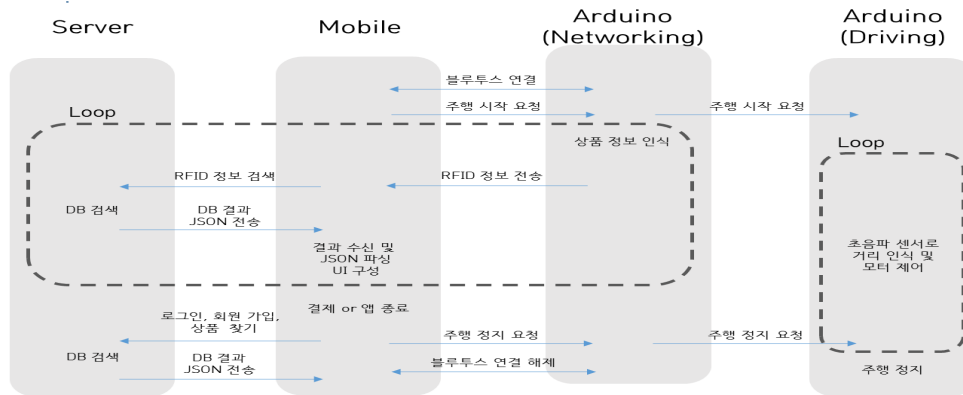 Server
Mobile
Arduino
(Networking)
Arduino
(Driving)
블루투스 연결
Loop
주행 시작 요청
주행 시작 요청
상품 정보 인식
Loop
RFID 정보 검색
RFID 정보 전송
DB 검색
DB 결과
JSON 전송
결과 수신 및
JSON 파싱
UI 구성
초음파 센서로
거리 인식 및
모터 제어
결제 or 앱 종료
로그인, 회원 가입,
상품 찾기
주행 정지 요청
주행 정지 요청
DB 검색
DB 결과
JSON 전송
블루투스 연결 해제
주행 정지